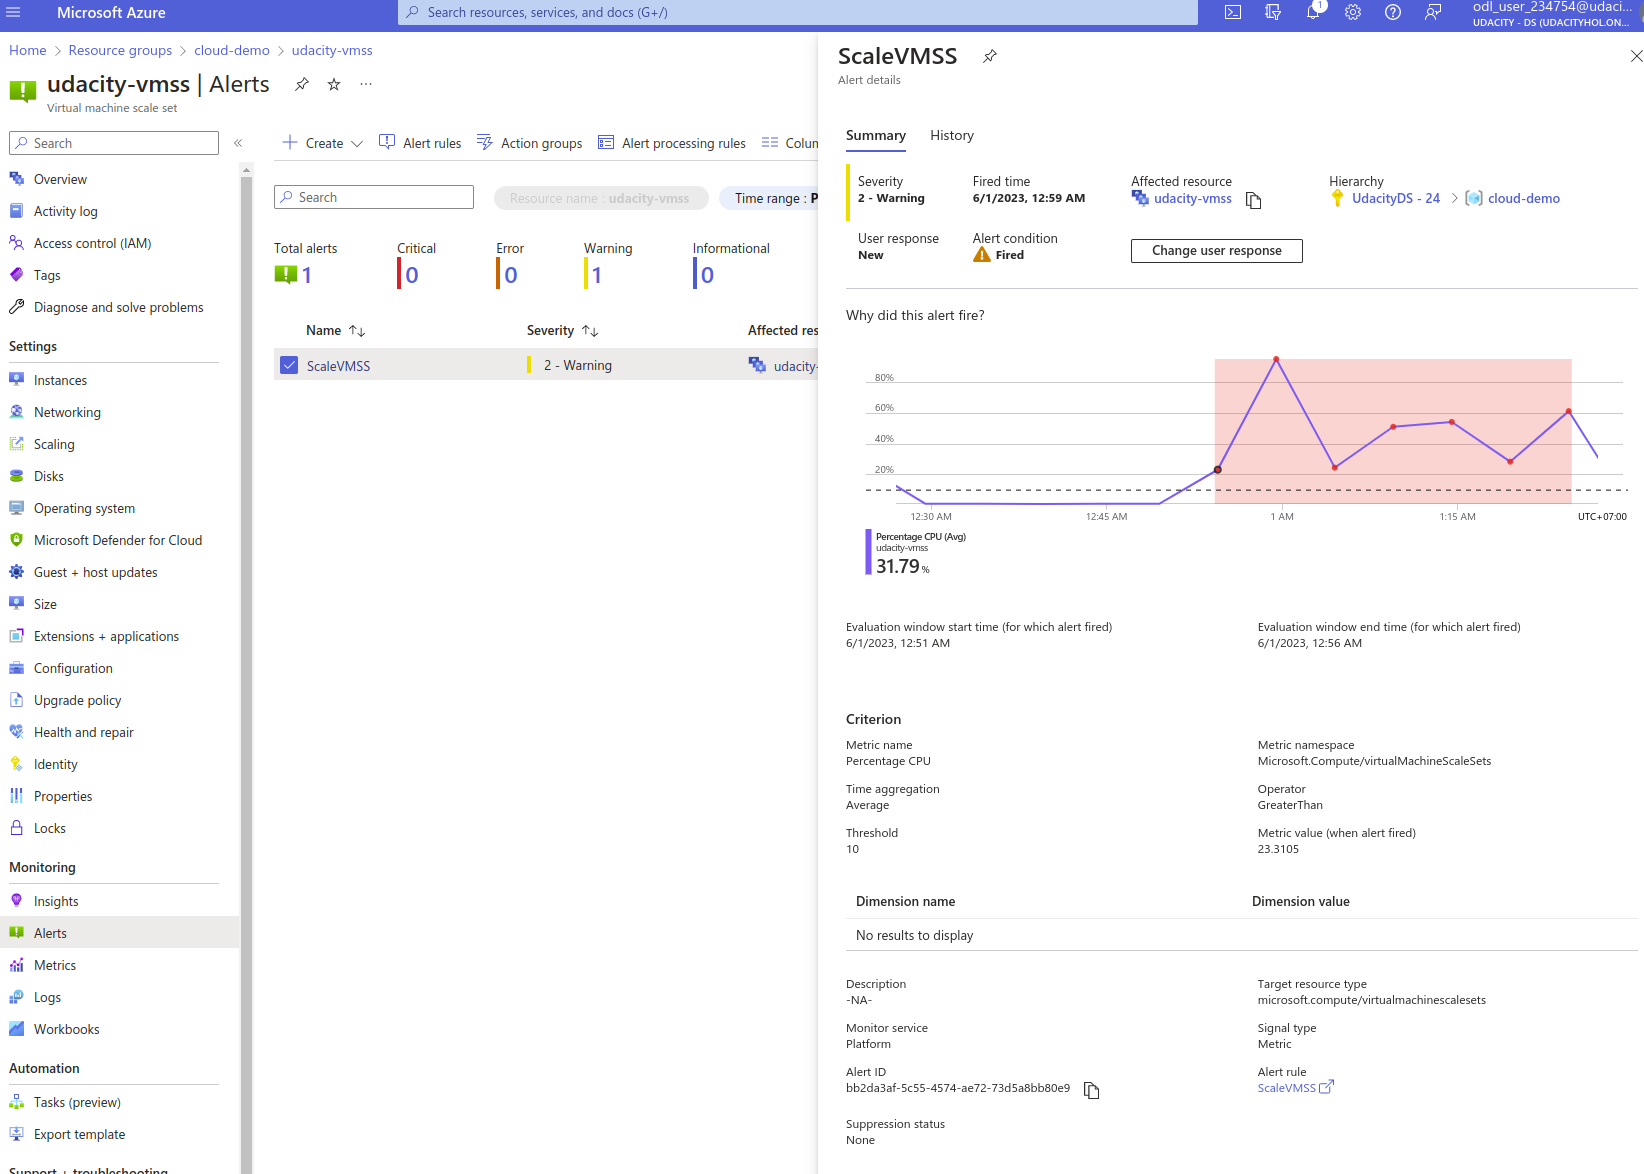 Microsoft Azure
Search resources, services, and docs (G+/)
1
odl_user_234754@udaci...
UDACITY - DS (UDACITYHOL.ON...
Home > Resource groups > cloud-demo > udacity-vmss
udacity-vmss | Alerts
Virtual machine scale set
Search
Overview
Activity log
Access control (IAM)
Tags
Diagnose and solve problems
Settings
Instances
Networking
Scaling
Disks
Operating system
Microsoft Defender for Cloud
Guest + host updates
Size
Extensions + applications
Configuration
Upgrade policy
Health and repair
Identity
Properties
Locks
Monitoring
Insights
Alerts
Metrics
Logs
Workbooks
Automation
Tasks (preview)
Export template
Support + troubleshooting
Create
Alert rules
Action groups
Alert processing rules
Colum
Search
Resource name : udacity-vmss
Time range : P
Total alerts
1
Critical
0
Error
0
Warning
1
Informational
0
Name
Severity
Affected res
ScaleVMSS
2 - Warning
udacity-
ScaleVMSS
Alert details
Summary
History
Severity
2 - Warning
Fired time
6/1/2023, 12:59 AM
Affected resource
udacity-vmss
Hierarchy
UdacityDS - 24 > cloud-demo
User response
New
Alert condition
Fired
Change user response
Why did this alert fire?
80%
60%
40%
20%
12:30 AM
12:45 AM
1 AM
1:15 AM
UTC+07:00
Percentage CPU (Avg)
udacity-vmss
31.79 %
Evaluation window start time (for which alert fired)
6/1/2023, 12:51 AM
Evaluation window end time (for which alert fired)
6/1/2023, 12:56 AM
Criterion
Metric name
Percentage CPU
Metric namespace
Microsoft.Compute/virtualMachineScaleSets
Time aggregation
Average
Operator
GreaterThan
Threshold
10
Metric value (when alert fired)
23.3105
Dimension name
Dimension value
No results to display
Description
-NA-
Target resource type
microsoft.compute/virtualmachinescalesets
Monitor service
Platform
Signal type
Metric
Alert ID
bb2da3af-5c55-4574-ae72-73d5a8bb80e9
Alert rule
ScaleVMSS
Suppression status
None